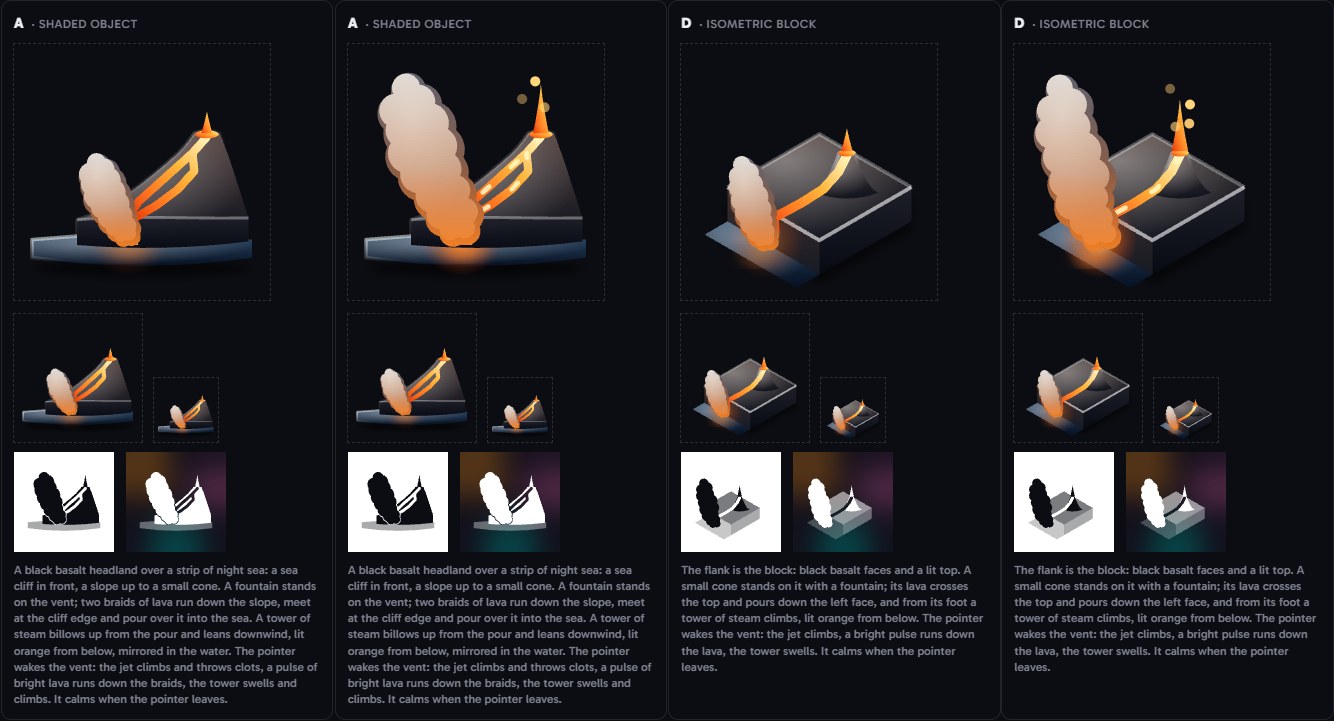 A · SHADED OBJECT
A black basalt headland over a strip of night sea: a sea
cliff in front, a slope up to a small cone. A fountain stands
on the vent; two braids of lava run down the slope, meet
at the cliff edge and pour over it into the sea. A tower of
steam billows up from the pour and leans downwind, lit
orange from below, mirrored in the water. The pointer
wakes the vent: the jet climbs and throws clots, a pulse of
bright lava runs down the braids, the tower swells and
climbs. It calms when the pointer leaves.
A · SHADED OBJECT
A black basalt headland over a strip of night sea: a sea
cliff in front, a slope up to a small cone. A fountain stands
on the vent; two braids of lava run down the slope, meet
at the cliff edge and pour over it into the sea. A tower of
steam billows up from the pour and leans downwind, lit
orange from below, mirrored in the water. The pointer
wakes the vent: the jet climbs and throws clots, a pulse of
bright lava runs down the braids, the tower swells and
climbs. It calms when the pointer leaves.
D · ISOMETRIC BLOCK
The flank is the block: black basalt faces and a lit top. A
small cone stands on it with a fountain; its lava crosses
the top and pours down the left face, and from its foot a
tower of steam climbs, lit orange from below. The pointer
wakes the vent: the jet climbs, a bright pulse runs down
the lava, the tower swells. It calms when the pointer
leaves.
D · ISOMETRIC BLOCK
The flank is the block: black basalt faces and a lit top. A
small cone stands on it with a fountain; its lava crosses
the top and pours down the left face, and from its foot a
tower of steam climbs, lit orange from below. The pointer
wakes the vent: the jet climbs, a bright pulse runs down
the lava, the tower swells. It calms when the pointer
leaves.